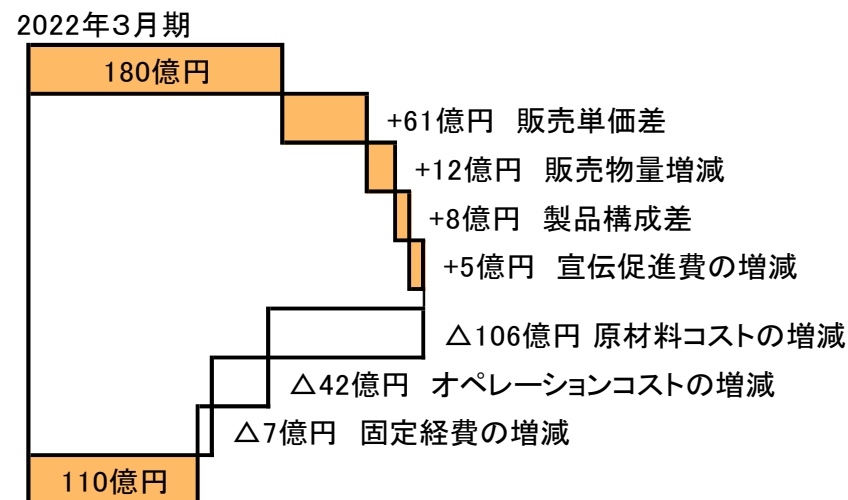 2022年３月期
180億円
+61億円　販売単価差
+12億円　販売物量増減
+8億円　製品構成差
+5億円　宣伝促進費の増減
△106億円 原材料コストの増減
△42億円　オペレーションコストの増減
△7億円　固定経費の増減
110億円